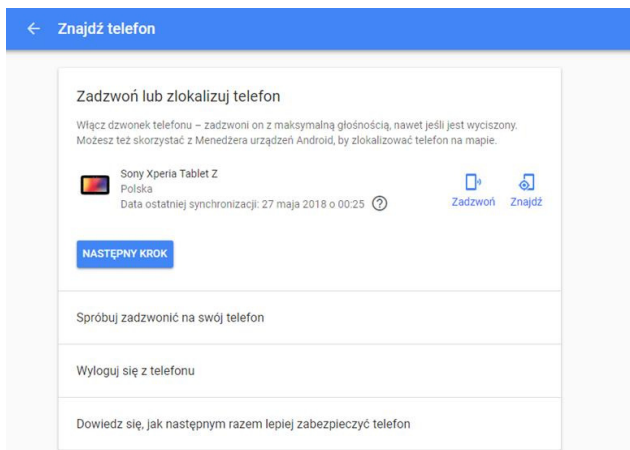 Znajdź telefon
Zadzwoń lub zlokalizuj telefon
Włącz dzwonek telefonu – zadzwoni on z maksymalną głośnością, nawet jeśli jest wyciszony.
Możesz też skorzystać z Menedżera urządzeń Android, by zlokalizować telefon na mapie.
Sony Xperia Tablet Z
Polska
Data ostatniej synchronizacji: 27 maja 2018 o 00:25 ?
Zadzwoń Znajdź
NASTĘPNY KROK
Spróbuj zadzwonić na swój telefon
Wyloguj się z telefonu
Dowiedz się, jak następnym razem lepiej zabezpieczyć telefon